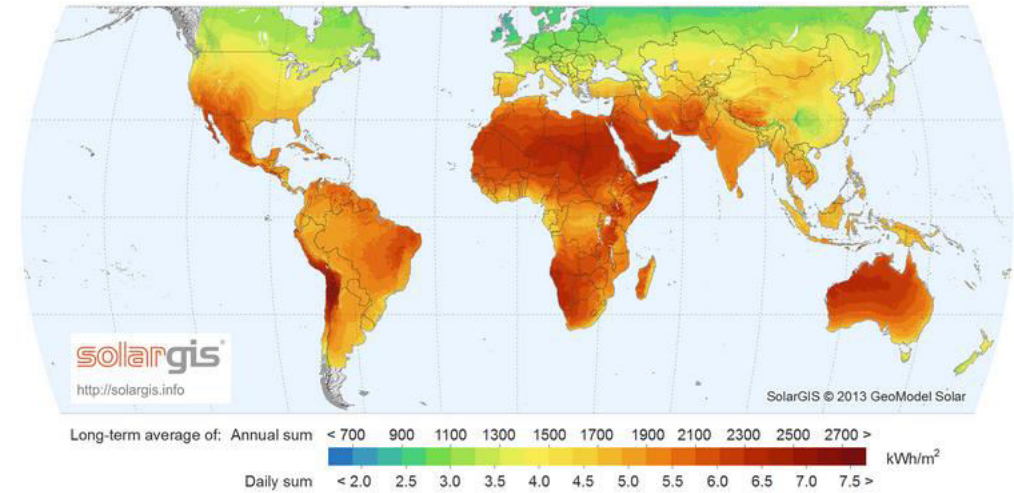 solargis
http://solargis.info
SolarGIS © 2013 GeoModel Solar
Long-term average of: Annual sum < 700 900 1100 1300 1500 1700 1900 2100 2300 2500 2700 >
kWh/m²
Daily sum < 2.0 2.5 3.0 3.5 4.0 4.5 5.0 5.5 6.0 6.5 7.0 7.5 >